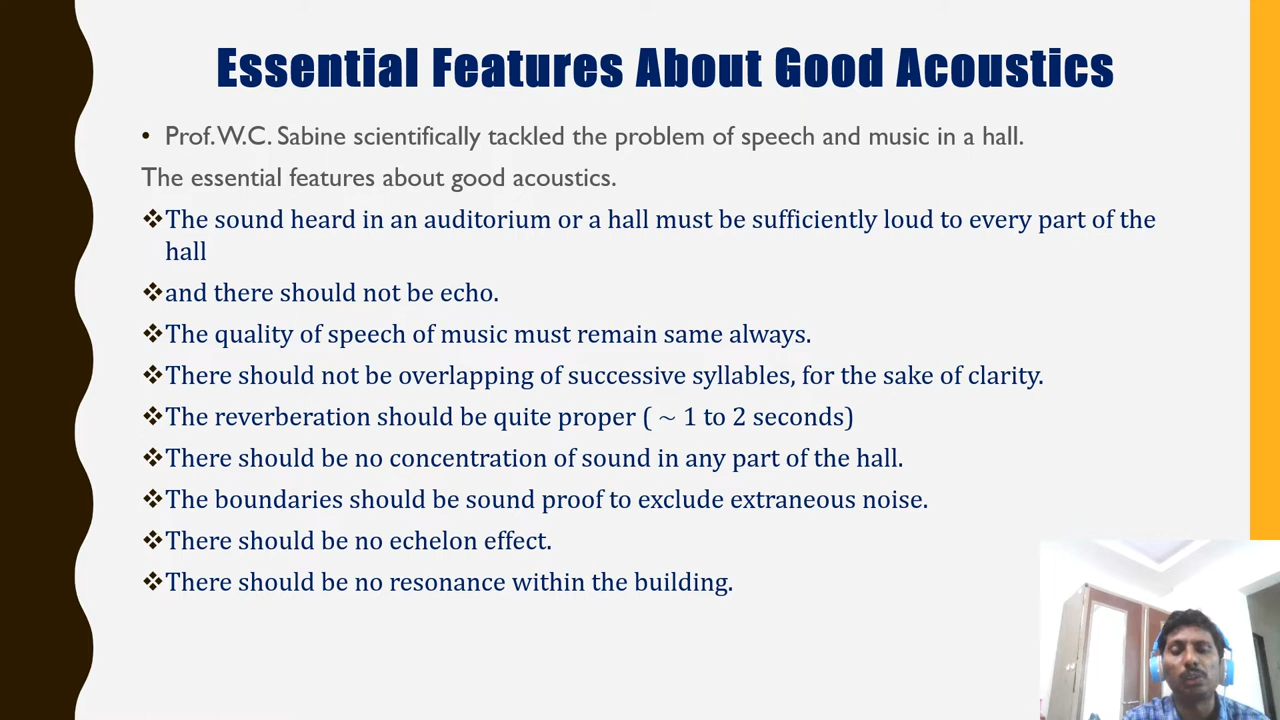 Essential Features About Good Acoustics
• Prof.W.C. Sabine scientifically tackled the problem of speech and music in a hall.
The essential features about good acoustics.
❖The sound heard in an auditorium or a hall must be sufficiently loud to every part of the
hall
❖and there should not be echo.
❖The quality of speech of music must remain same always.
❖There should not be overlapping of successive syllables, for the sake of clarity.
❖The reverberation should be quite proper ( ~ 1 to 2 seconds)
❖There should be no concentration of sound in any part of the hall.
❖The boundaries should be sound proof to exclude extraneous noise.
❖There should be no echelon effect.
❖There should be no resonance within the building.